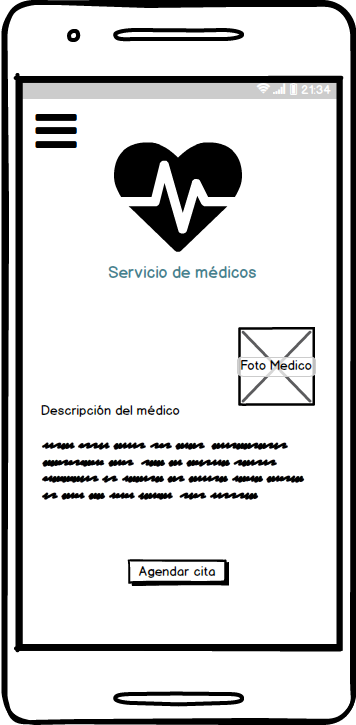 21:34
Servicio de médicos
Foto Medico
Descripción del médico
Agendar cita